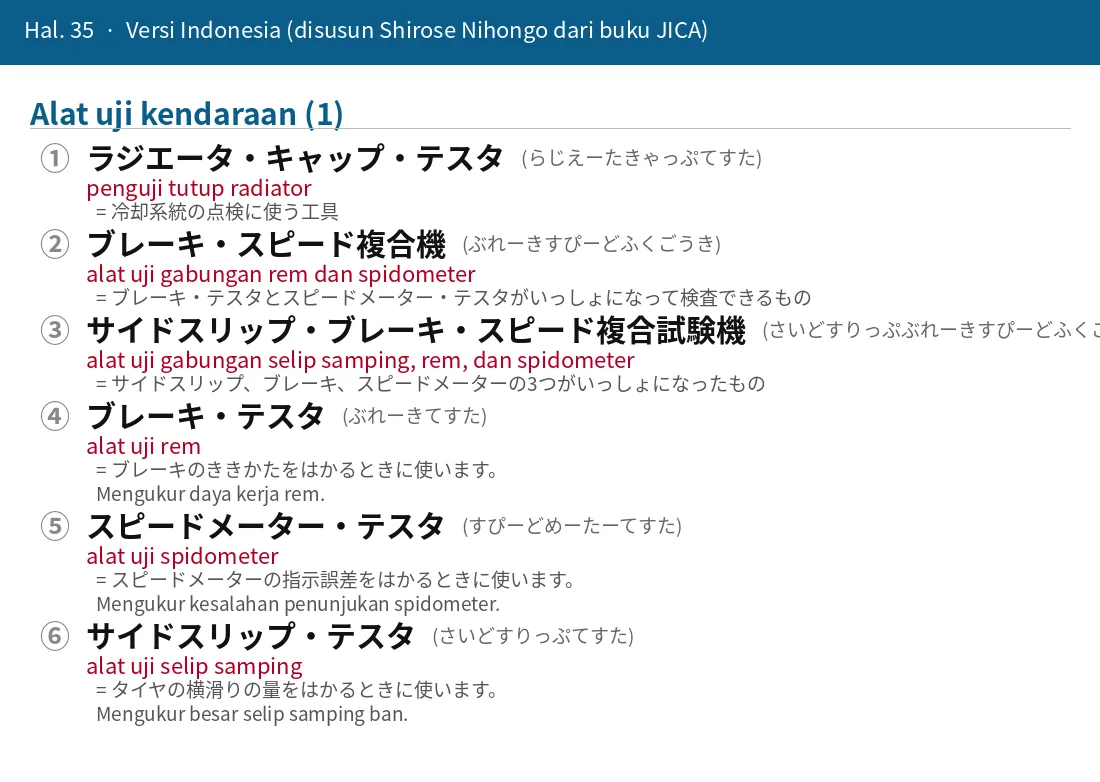 Hal. 35 · Versi Indonesia (disusun Shirose Nihongo dari buku JICA)
Alat uji kendaraan (1)
① ラジエータ・キャップ・テスタ (らじえーたきゃっぷてすた)
penguji tutup radiator
= 冷却系統の点検に使う工具
② ブレーキ・スピード複合機 (ぶれーきすぴーどふくごうき)
alat uji gabungan rem dan spidometer
= ブレーキ・テスタとスピードメーター・テスタがいっしょになって検査できるもの
③ サイドスリップ・ブレーキ・スピード複合試験機 (さいどすりっぷぶれーきすぴーどふく
alat uji gabungan selip samping, rem, dan spidometer
= サイドスリップ、ブレーキ、スピードメーターの3つがいっしょになったもの
④ ブレーキ・テスタ (ぶれーきてすた)
alat uji rem
= ブレーキのききかたをはかるときに使います。
Mengukur daya kerja rem.
⑤ スピードメーター・テスタ (すぴーどめーたーてすた)
alat uji spidometer
= スピードメーターの指示誤差をはかるときに使います。
Mengukur kesalahan penunjukan spidometer.
⑥ サイドスリップ・テスタ (さいどすりっぷてすた)
alat uji selip samping
= タイヤの横滑りの量をはかるときに使います。
Mengukur besar selip samping ban.